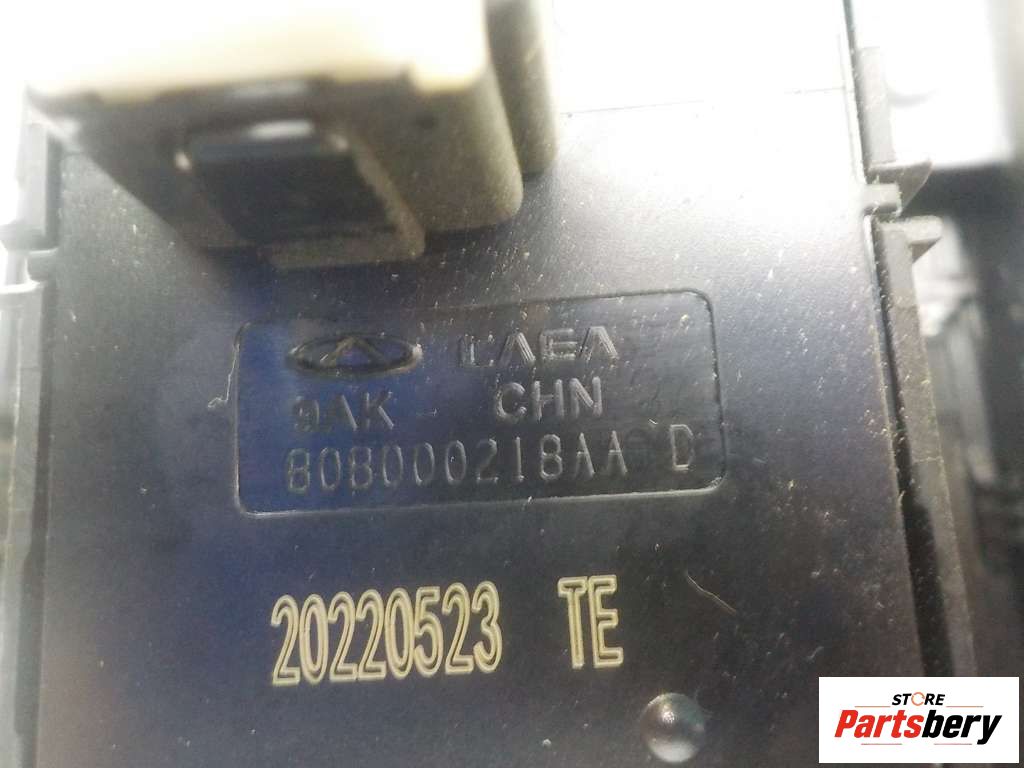 LAEA
9AK CHN
808000218AA D
20220523 TE
STORE
Partsbery